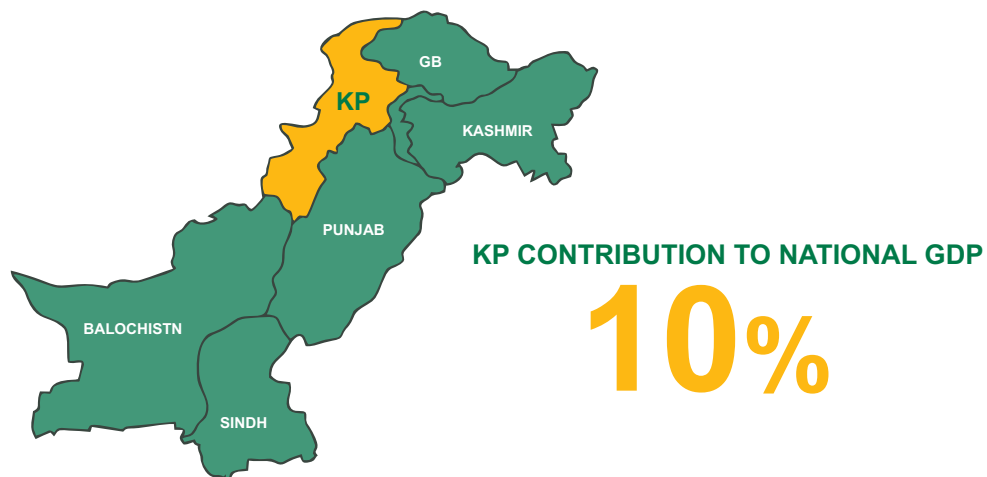 GB
KP
KASHMIR
PUNJAB
KP CONTRIBUTION TO NATIONAL GDP
10%
BALOCHISTN
SINDH